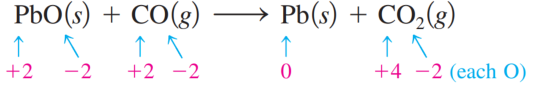 PbO(s) + CO(g) ⟶ Pb(s) + CO₂(g)
+2 −2 +2 −2 0 +4 −2 (each O)